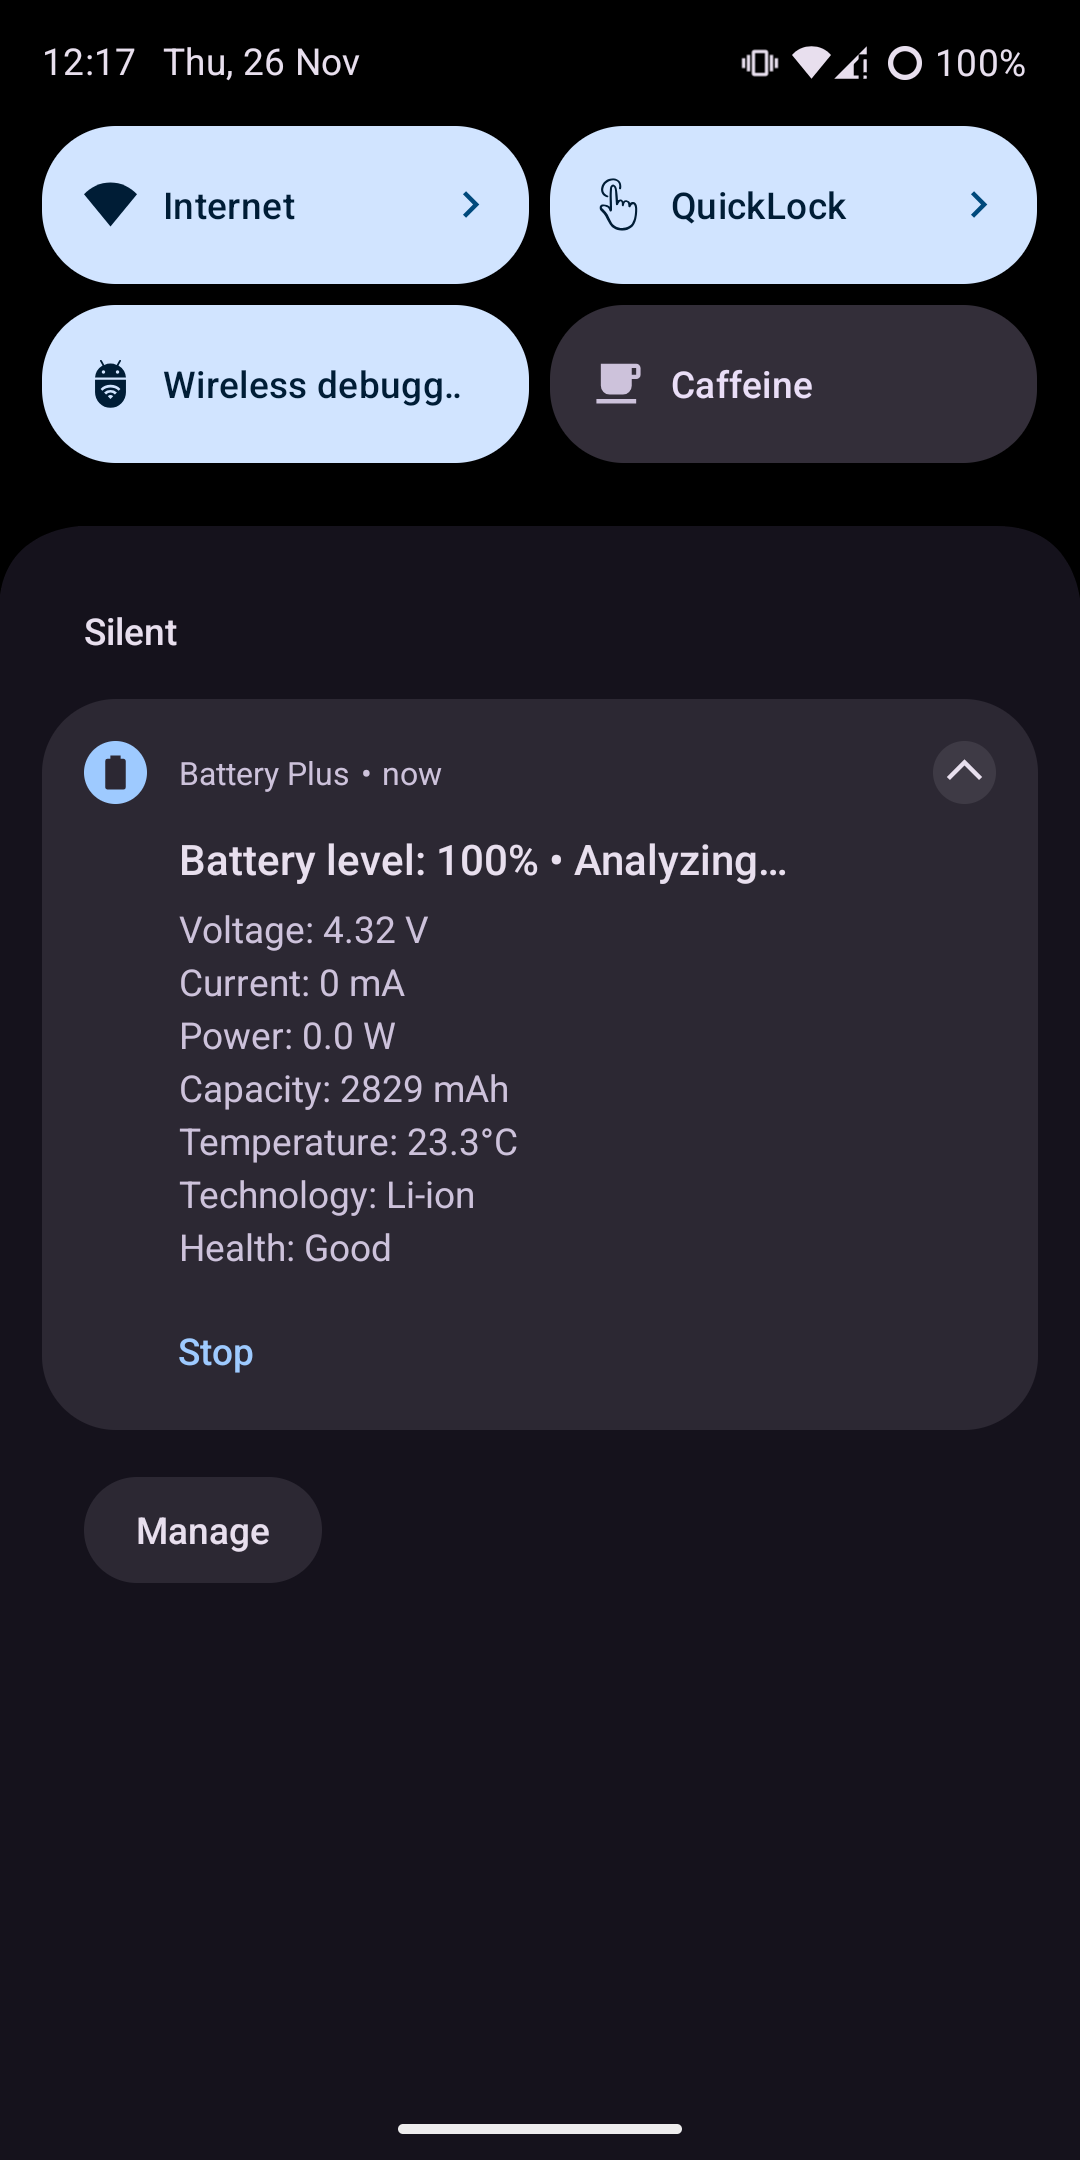 12:17 Thu, 26 Nov 100%
Internet
QuickLock
Wireless debugg..
Caffeine
Silent
Battery Plus • now
Battery level: 100% • Analyzing...
Voltage: 4.32 V
Current: 0 mA
Power: 0.0 W
Capacity: 2829 mAh
Temperature: 23.3°C
Technology: Li-ion
Health: Good
Stop
Manage